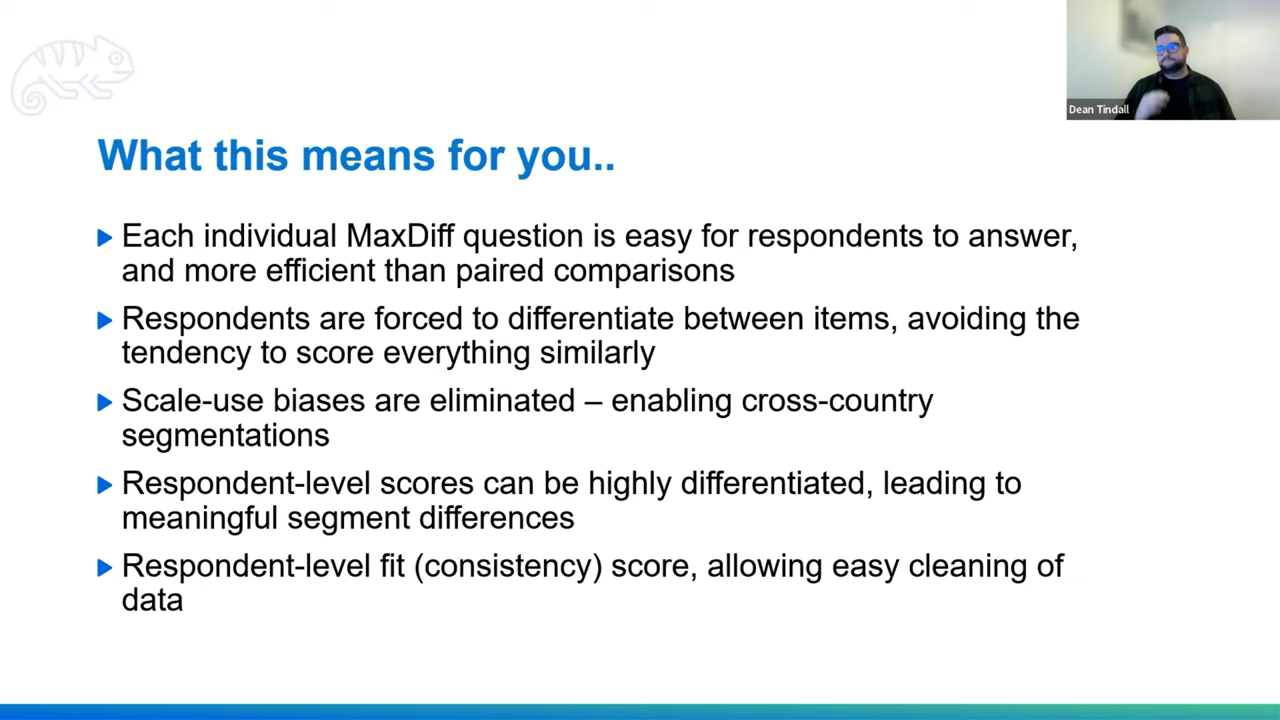 Dean Tindall
What this means for you..
Each individual MaxDiff question is easy for respondents to answer,
and more efficient than paired comparisons
Respondents are forced to differentiate between items, avoiding the
tendency to score everything similarly
Scale-use biases are eliminated – enabling cross-country
segmentations
Respondent-level scores can be highly differentiated, leading to
meaningful segment differences
Respondent-level fit (consistency) score, allowing easy cleaning of
data